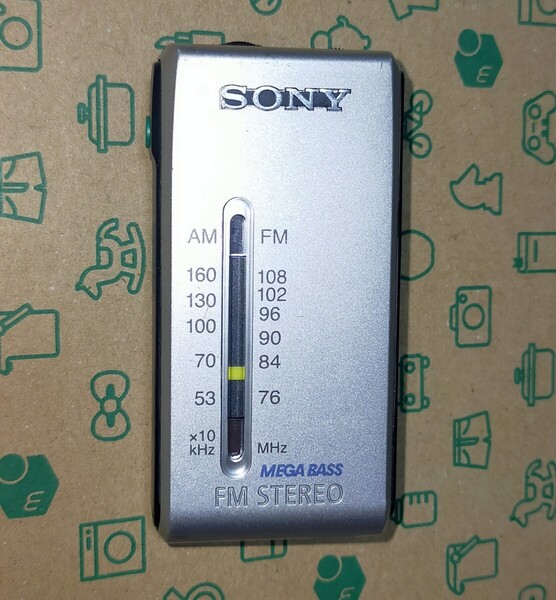 SONY
AM FM
160 108
130 102
100 96
90
70 84
53 76
×10
kHz MHz
MEGA BASS
FM STEREO